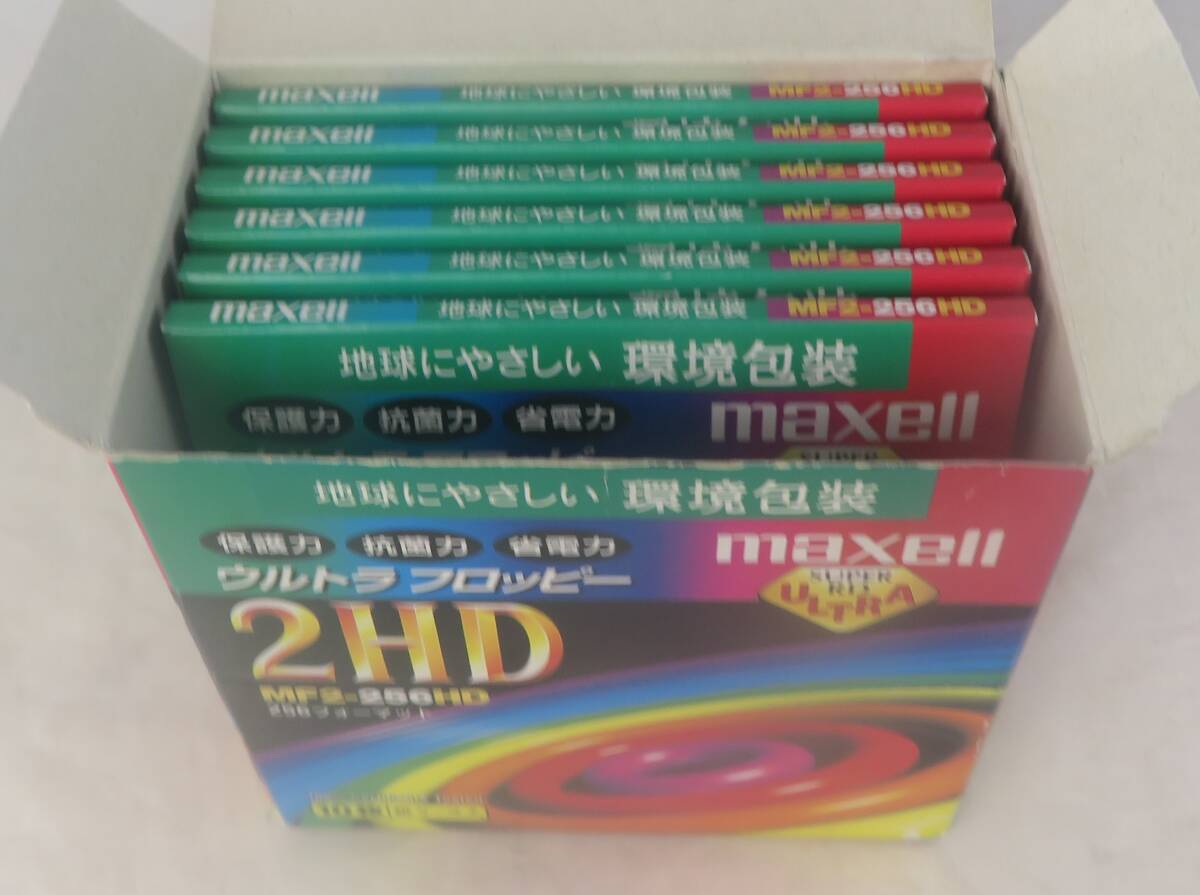 maxell 地球にやさしい 環境包装 MF2-256HD
maxell 地球にやさしい 環境包装 MF2-256HD
maxell 地球にやさしい 環境包装 MF2-256HD
maxell 地球にやさしい 環境包装 MF2-256HD
maxell 地球にやさしい 環境包装 MF2-256HD
maxell 地球にやさしい 環境包装 MF2-256HD
地球にやさしい 環境包装
保護力 抗菌力 省電力 maxell
SUPER
地球にやさしい 環境包装
保護力 抗菌力 省電力 maxell
ウルトラ フロッピー SUPER
RD
ULTRA
2HD
MF2-256HD
256フォーマット
10枚